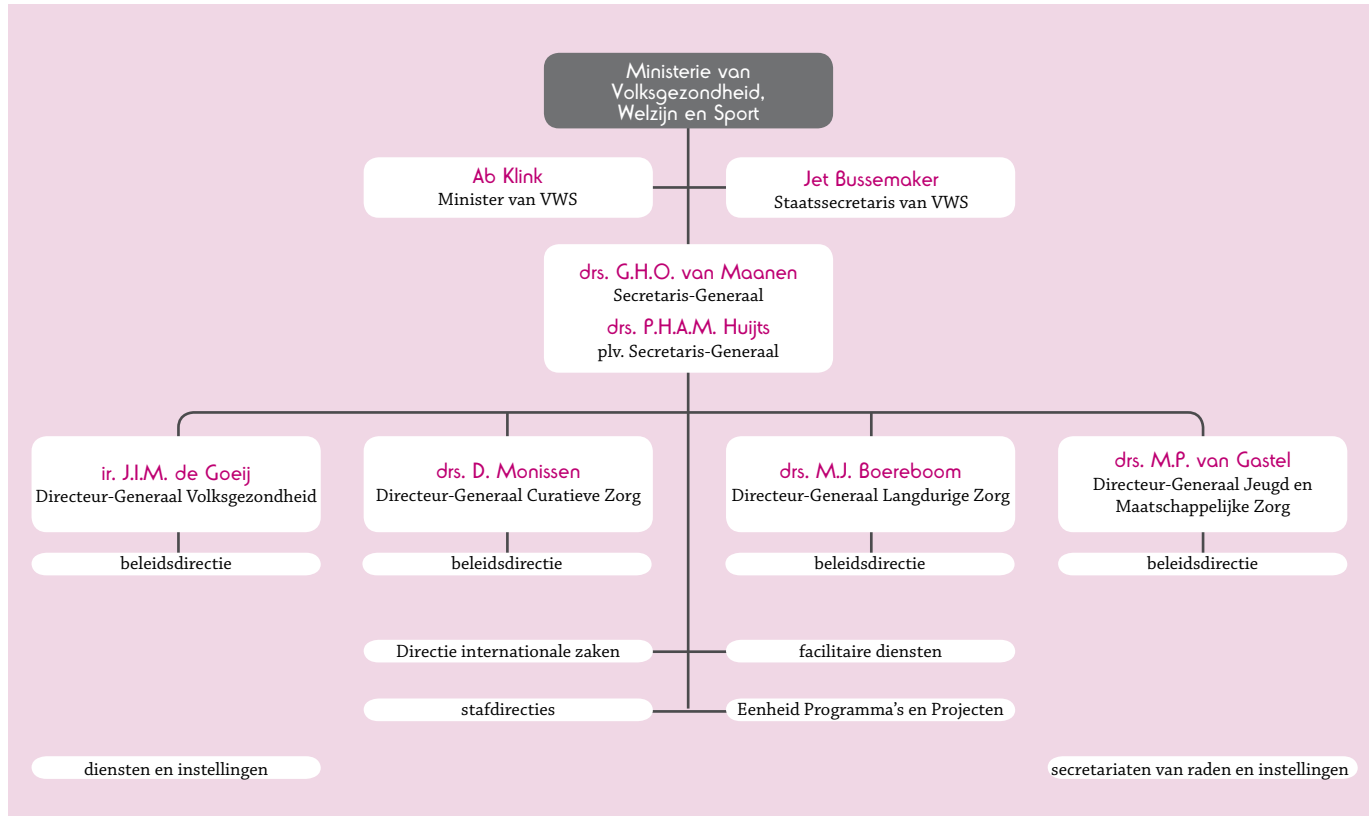 Ministerie van
Volksgezondheid,
Welzijn en Sport
Ab Klink
Minister van VWS
Jet Bussemaker
Staatssecretaris van VWS
drs. G.H.O. van Maanen
Secretaris-Generaal
drs. P.H.A.M. Huijts
plv. Secretaris-Generaal
ir. J.I.M. de Goeij
Directeur-Generaal Volksgezondheid
drs. D. Monissen
Directeur-Generaal Curatieve Zorg
drs. M.J. Boereboom
Directeur-Generaal Langdurige Zorg
drs. M.P. van Gastel
Directeur-Generaal Jeugd en
Maatschappelijke Zorg
beleidsdirectie
beleidsdirectie
beleidsdirectie
beleidsdirectie
Directie internationale zaken
facilitaire diensten
stafdirecties
Eenheid Programma's en Projecten
diensten en instellingen
secretariaten van raden en instellingen